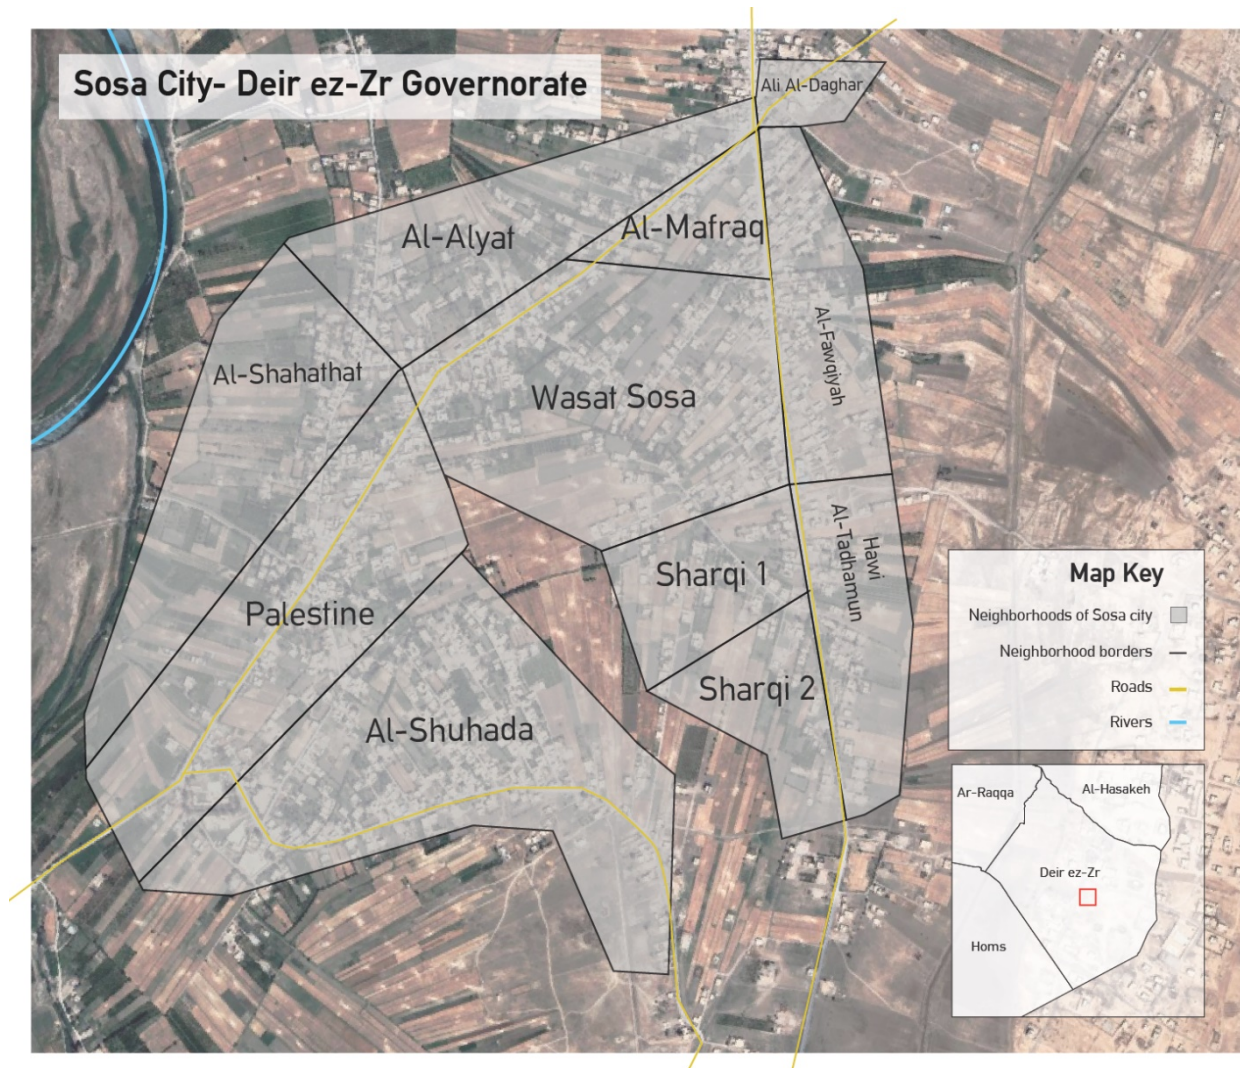 Sosa City- Deir ez-Zr Governorate
Ali Al-Daghar
Al-Alyat
Al-Mafraq
Al-Fawqiyah
Al-Shahathat
Wasat Sosa
Hawi
Al-Tadhamun
Sharqi 1
Palestine
Sharqi 2
Al-Shuhada
Map Key
Neighborhoods of Sosa city
Neighborhood borders
Roads
Rivers
Ar-Raqqa
Al-Hasakeh
Deir ez-Zr
Homs